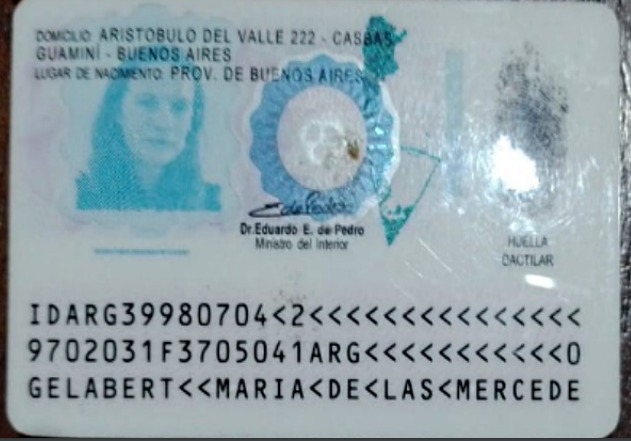 DOMICILIO: ARISTOBULO DEL VALLE 222 - CASBAS
GUAMINÍ - BUENOS AIRES
LUGAR DE NACIMIENTO: PROV. DE BUENOS AIRES
Dr. Eduardo E. de Pedro
Ministro del Interior
HUELLA
DACTILAR
IDARG39980704<2<<<<<<<<<<<<<<<
9702031F3705041ARG<<<<<<<<<<<0
GELABERT<<MARIA<DE<LAS<MERCEDE